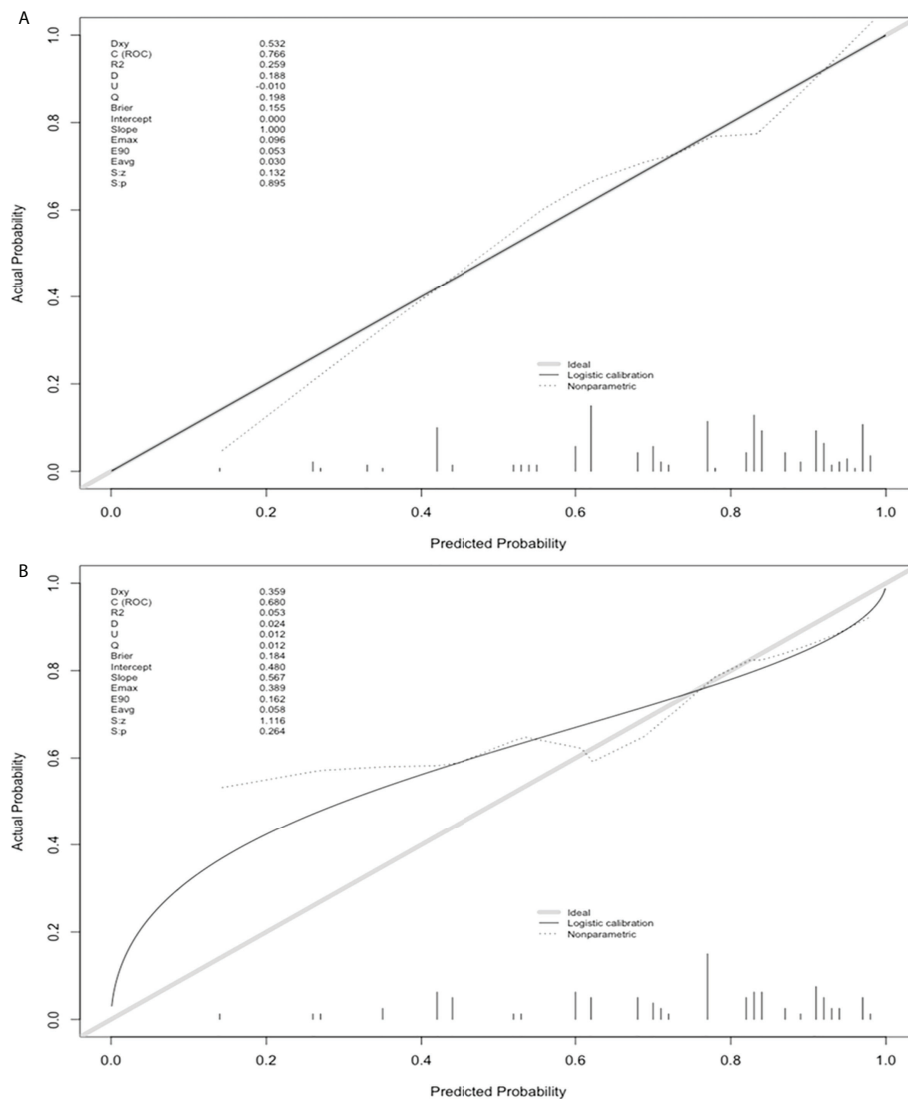 A
Dxy 0.532
C (ROC) 0.766
R2 0.259
D 0.188
U -0.010
Q 0.198
Brier 0.155
Intercept 0.000
Slope 1.000
Emax 0.096
E90 0.053
Eavg 0.030
S:z 0.132
S:p 0.895
Actual Probability
1.0
0.8
0.6
0.4
0.2
0.0
Ideal
Logistic calibration
Nonparametric
0.0 0.2 0.4 0.6 0.8 1.0
Predicted Probability
B
Dxy 0.359
C (ROC) 0.680
R2 0.053
D 0.024
U 0.012
Q 0.012
Brier 0.184
Intercept 0.480
Slope 0.567
Emax 0.389
E90 0.162
Eavg 0.058
S:z 1.116
S:p 0.264
Actual Probability
1.0
0.8
0.6
0.4
0.2
0.0
Ideal
Logistic calibration
Nonparametric
0.0 0.2 0.4 0.6 0.8 1.0
Predicted Probability